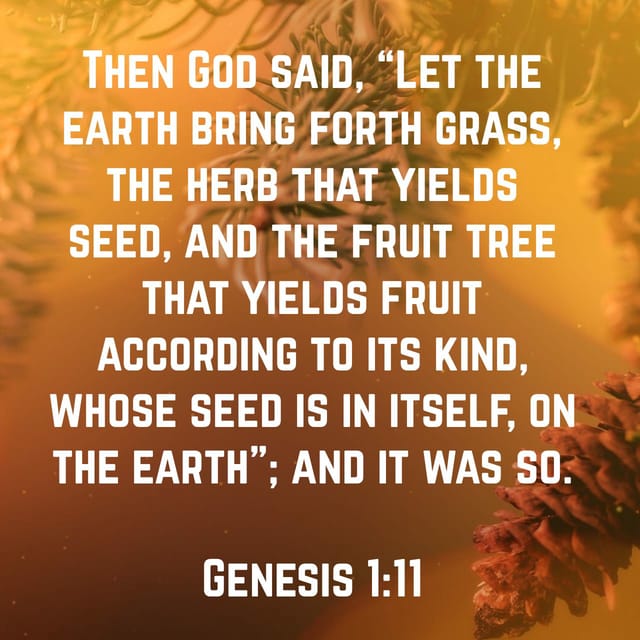 Then God said, “Let the
earth bring forth grass,
the herb that yields
seed, and the fruit tree
that yields fruit
according to its kind,
whose seed is in itself, on
the earth”; and it was so.
Genesis 1:11